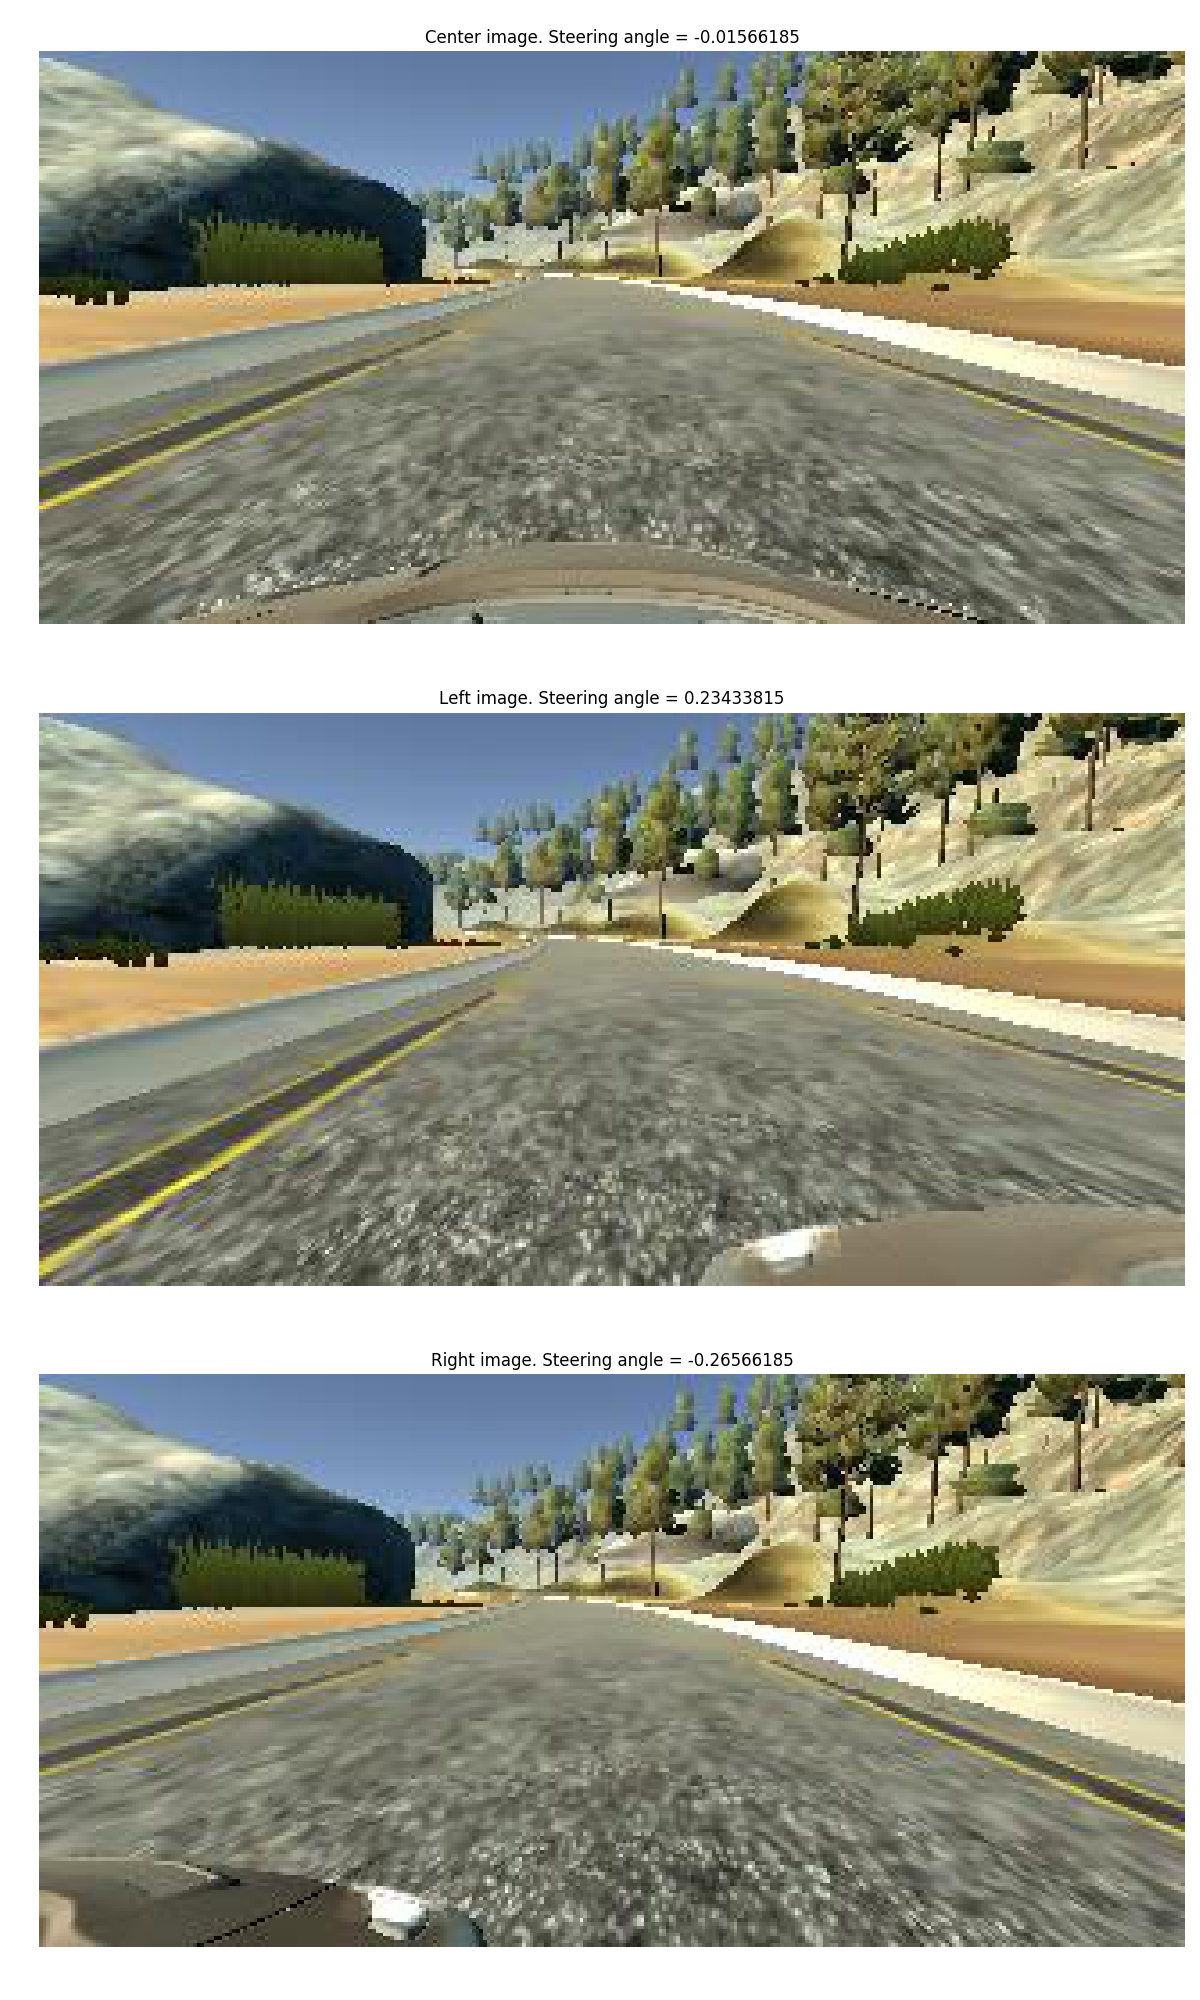 Center image. Steering angle = -0.01566185
Left image. Steering angle = 0.23433815
Right image. Steering angle = -0.26566185